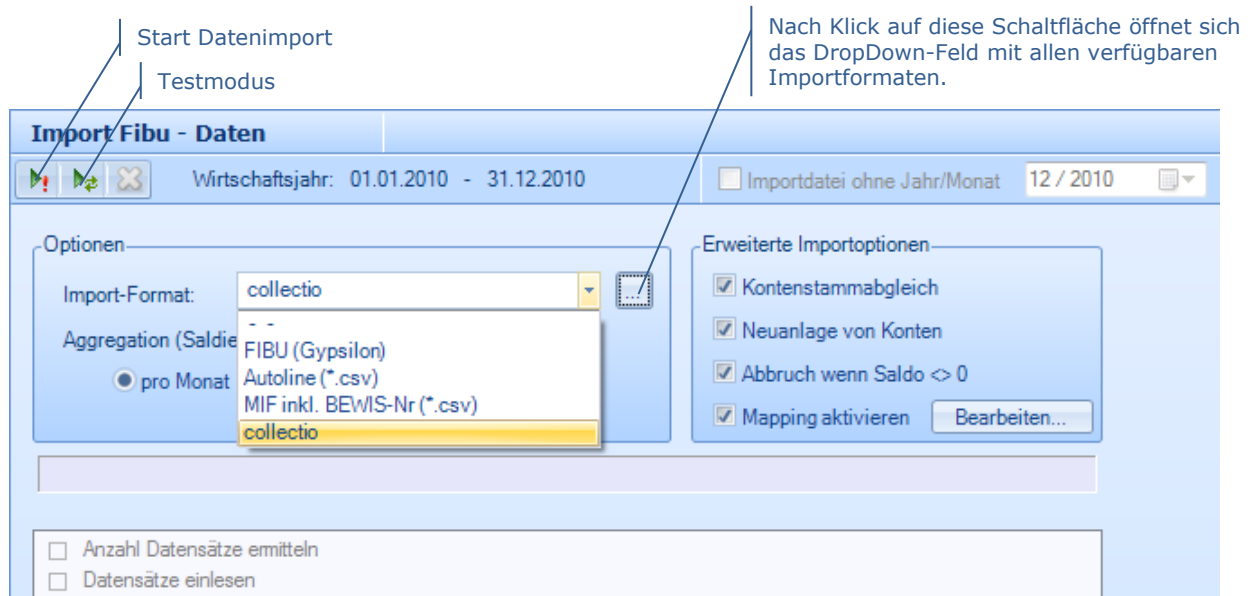 Start Datenimport
Testmodus
Nach Klick auf diese Schaltfläche öffnet sich
das DropDown-Feld mit allen verfügbaren
Importformaten.
Import Fibu - Daten
Wirtschaftsjahr: 01.01.2010 - 31.12.2010
Importdatei ohne Jahr/Monat 12 / 2010
Optionen
Import-Format: collectio ...
- -
Aggregation (Saldie
FIBU (Gypsilon)
pro Monat
Autoline (*.csv)
MIF inkl. BEWIS-Nr (*.csv)
collectio
Erweiterte Importoptionen
Kontenstammabgleich
Neuanlage von Konten
Abbruch wenn Saldo <> 0
Mapping aktivieren Bearbeiten...
Anzahl Datensätze ermitteln
Datensätze einlesen